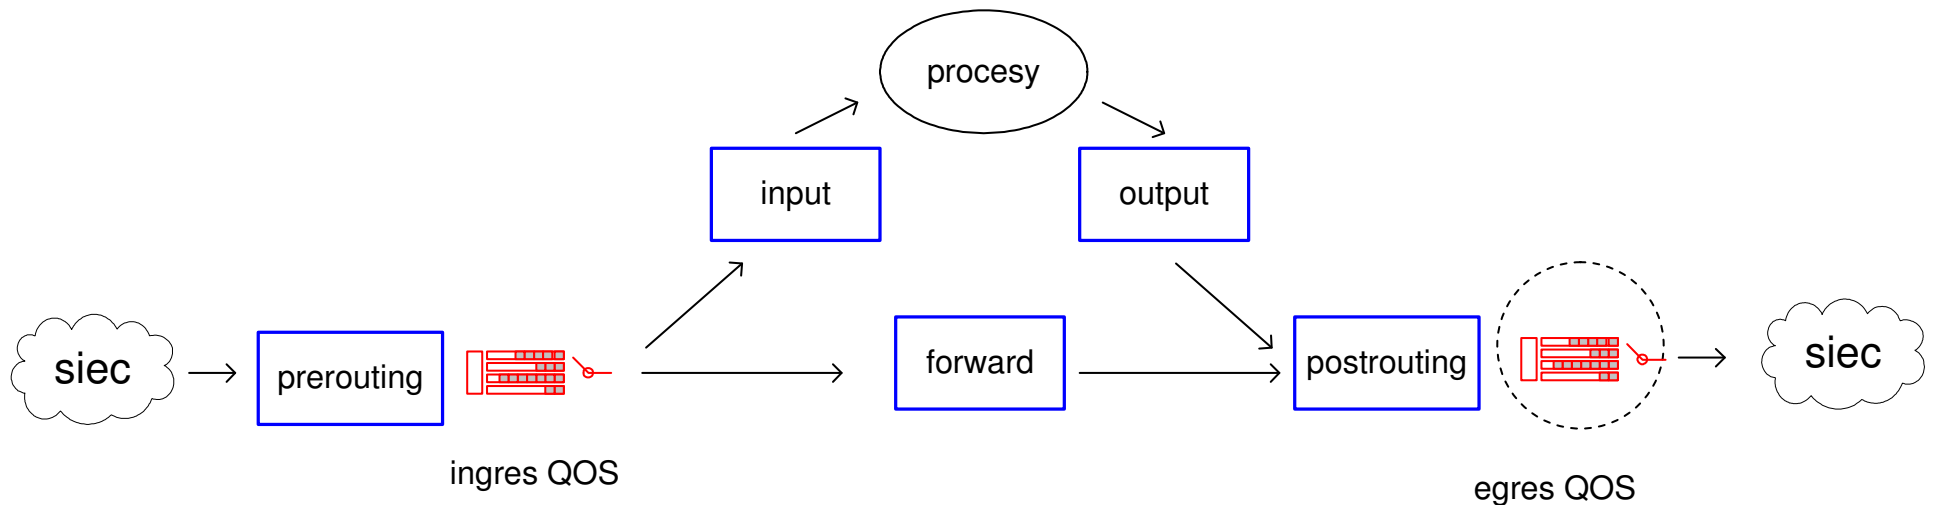 procesy
input
output
siec
prerouting
forward
postrouting
siec
ingres QOS
egres QOS